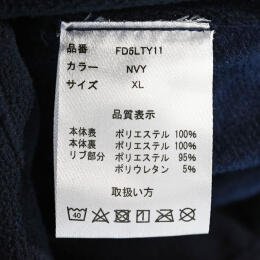 品番 FD5LTY11
カラー NVY
サイズ XL
品質表示
本体表 ポリエステル 100%
本体裏 ポリエステル 100%
リブ部分 ポリエステル 95%
ポリウレタン 5%
取扱い方
40